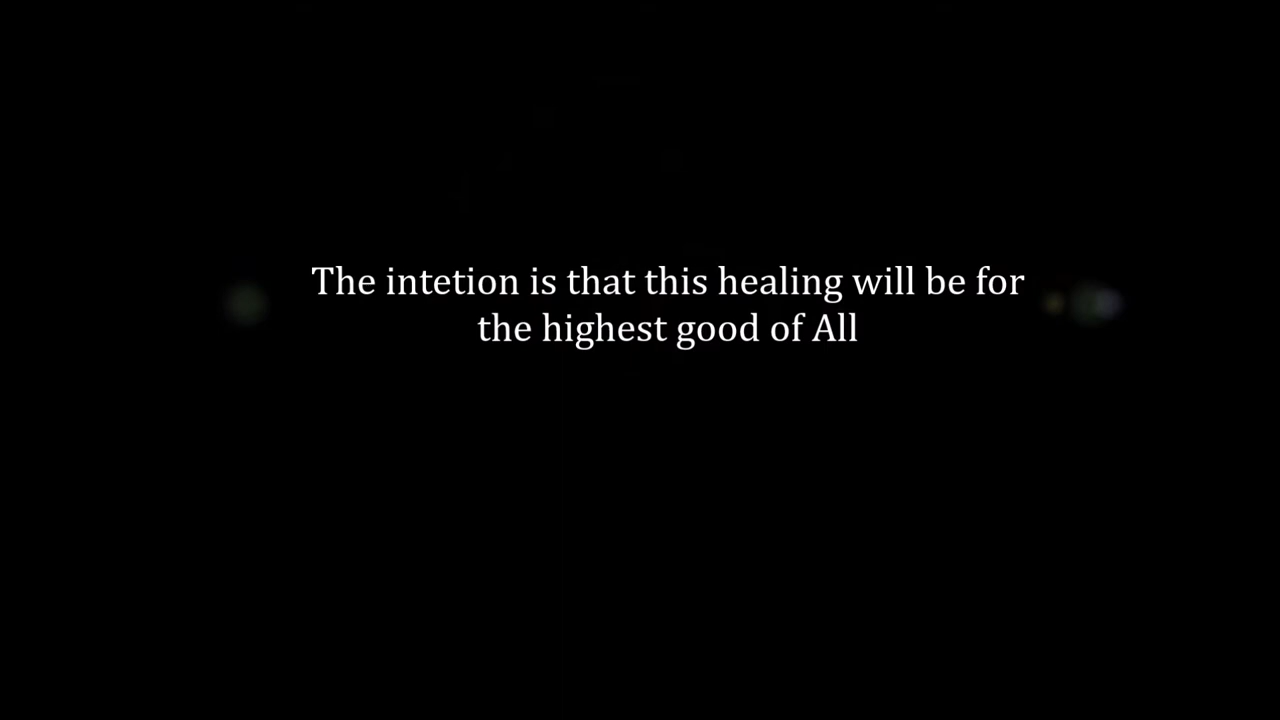 The intetion is that this healing will be for
the highest good of All